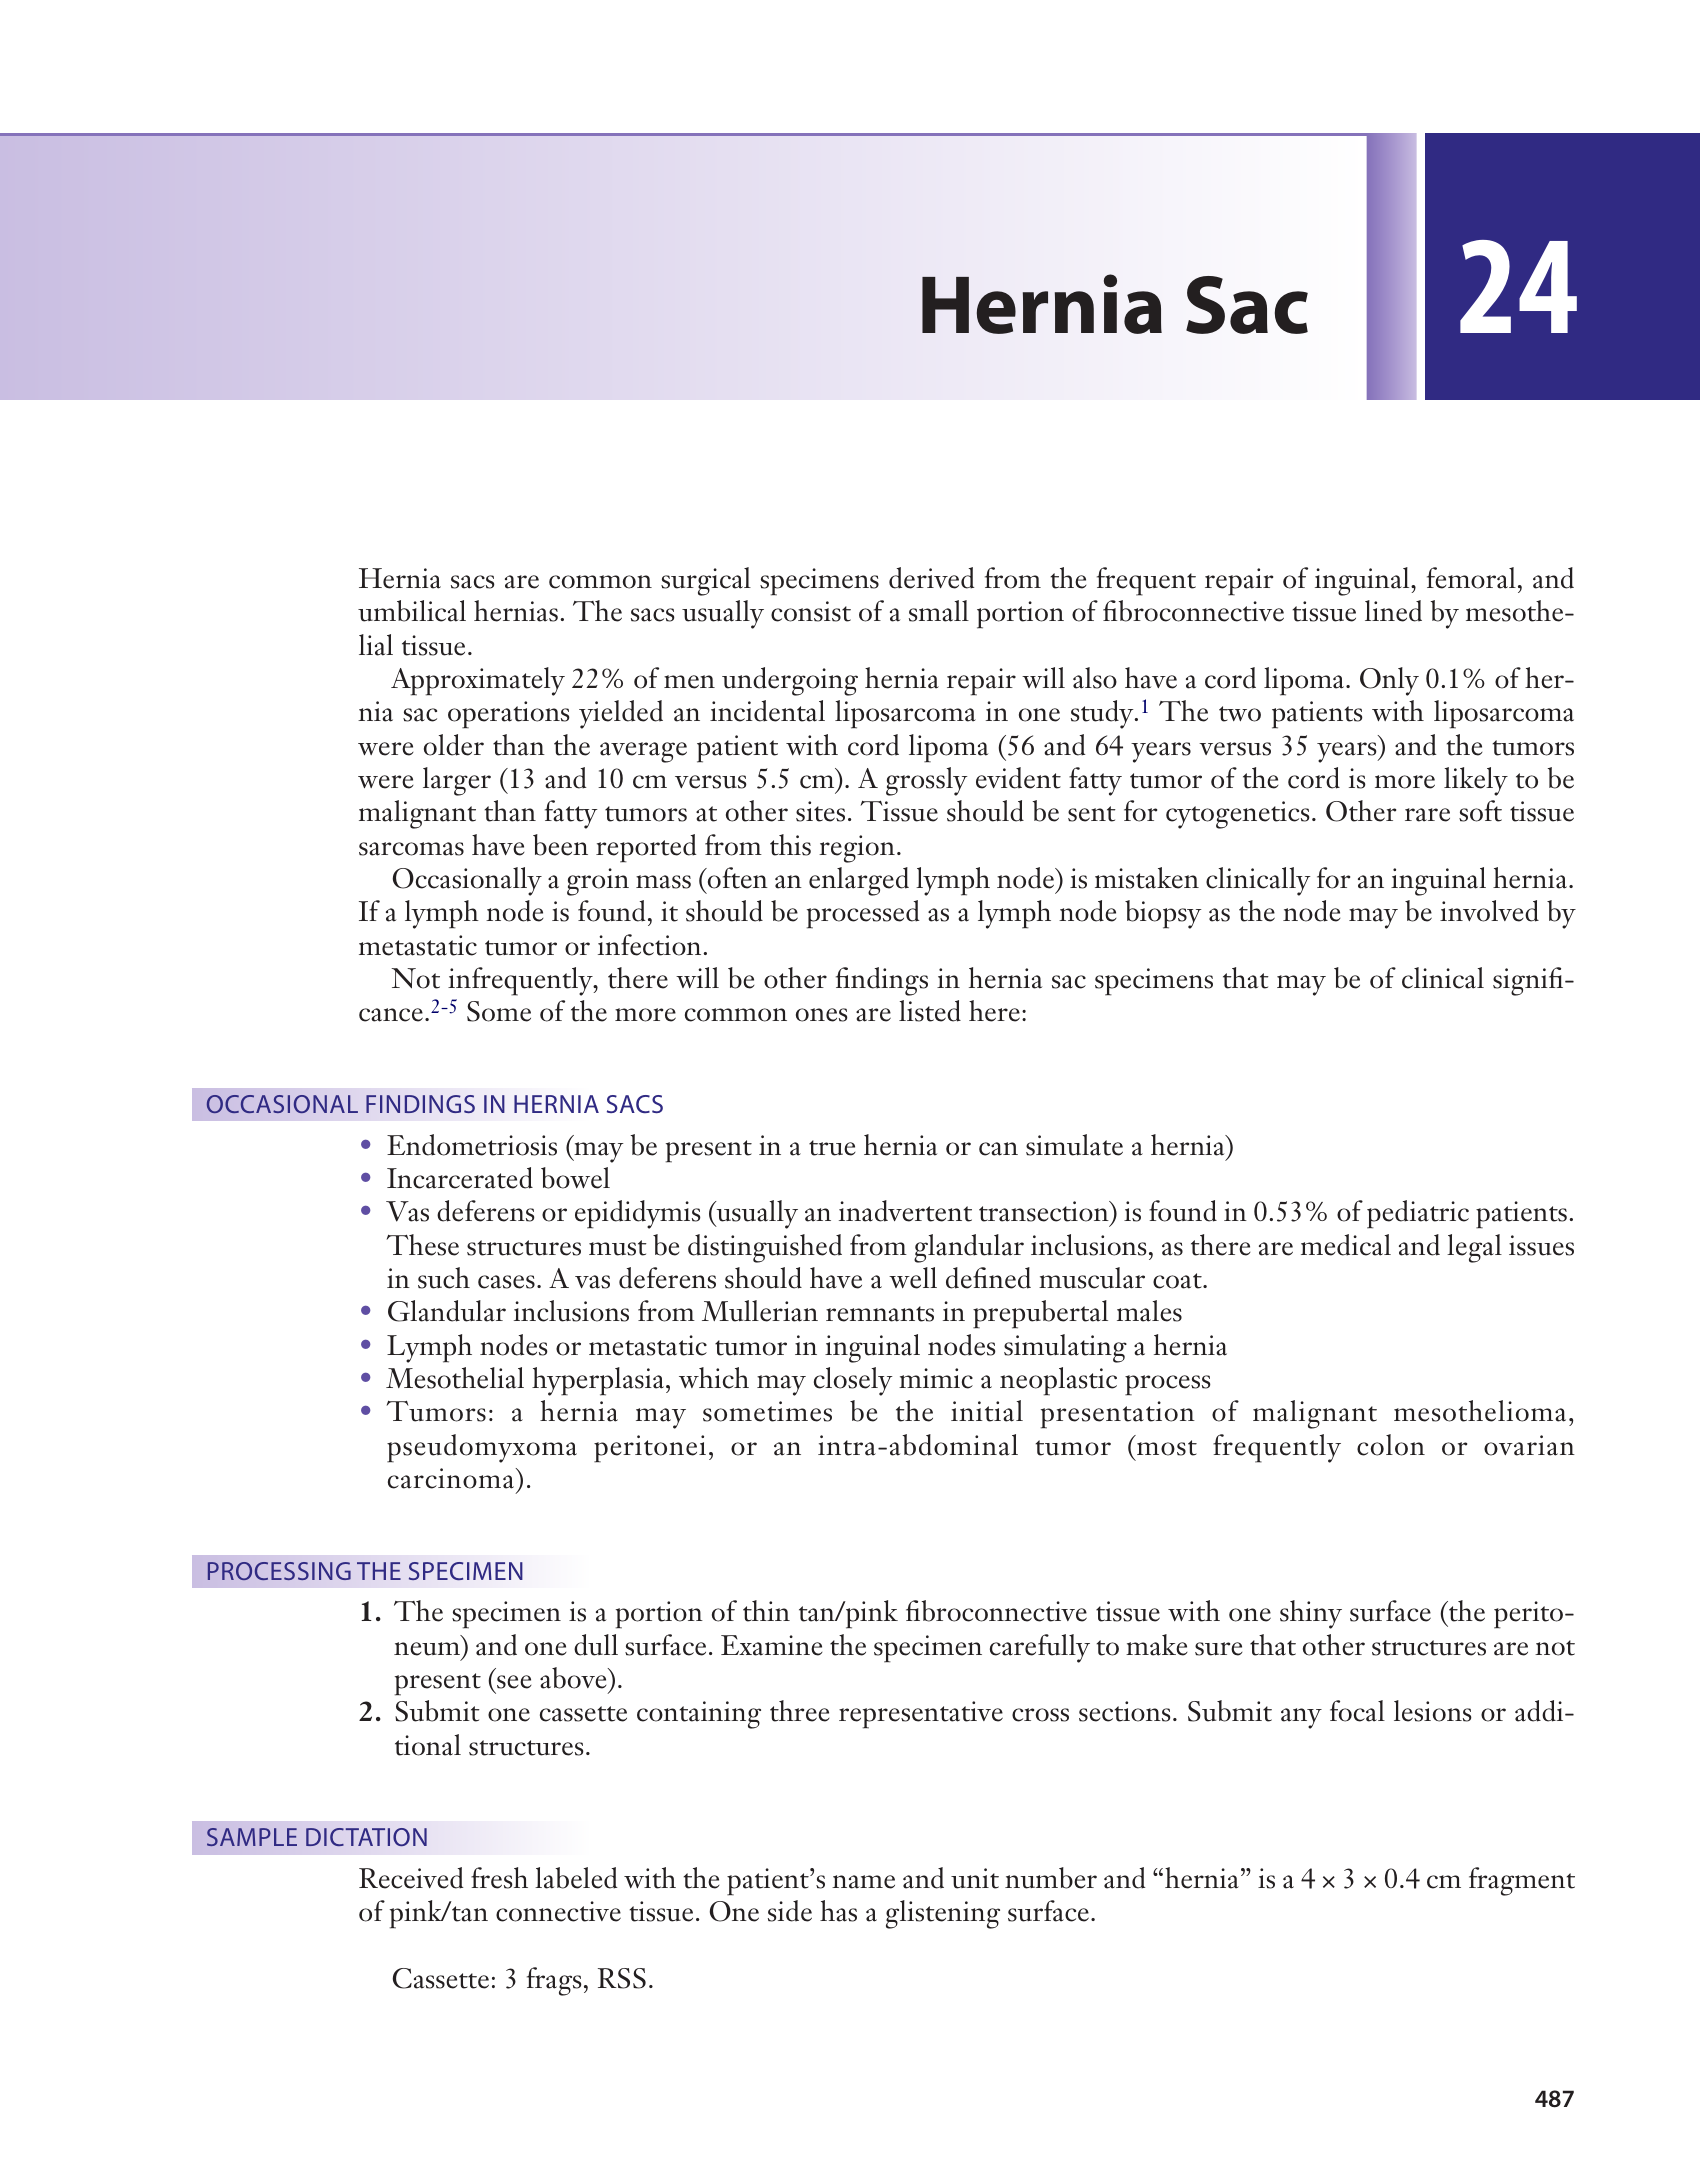 Hernia Sac
24
Hernia sacs are common surgical specimens derived from the frequent repair of inguinal, femoral, and
umbilical hernias. The sacs usually consist of a small portion of fibroconnective tissue lined by mesothe-
lial tissue.
Approximately 22% of men undergoing hernia repair will also have a cord lipoma. Only 0.1% of her-
nia sac operations yielded an incidental liposarcoma in one study.1 The two patients with liposarcoma
were older than the average patient with cord lipoma (56 and 64 years versus 35 years) and the tumors
were larger (13 and 10 cm versus 5.5 cm). A grossly evident fatty tumor of the cord is more likely to be
malignant than fatty tumors at other sites. Tissue should be sent for cytogenetics. Other rare soft tissue
sarcomas have been reported from this region.
Occasionally a groin mass (often an enlarged lymph node) is mistaken clinically for an inguinal hernia.
If a lymph node is found, it should be processed as a lymph node biopsy as the node may be involved by
metastatic tumor or infection.
Not infrequently, there will be other findings in hernia sac specimens that may be of clinical signifi-
cance.2-5 Some of the more common ones are listed here:
OCCASIONAL FINDINGS IN HERNIA SACS
• Endometriosis (may be present in a true hernia or can simulate a hernia)
• Incarcerated bowel
• Vas deferens or epididymis (usually an inadvertent transection) is found in 0.53% of pediatric patients.
These structures must be distinguished from glandular inclusions, as there are medical and legal issues
in such cases. A vas deferens should have a well defined muscular coat.
• Glandular inclusions from Mullerian remnants in prepubertal males
• Lymph nodes or metastatic tumor in inguinal nodes simulating a hernia
• Mesothelial hyperplasia, which may closely mimic a neoplastic process
• Tumors: a hernia may sometimes be the initial presentation of malignant mesothelioma,
pseudomyxoma peritonei, or an intra-abdominal tumor (most frequently colon or ovarian
carcinoma).
PROCESSING THE SPECIMEN
1. The specimen is a portion of thin tan/pink fibroconnective tissue with one shiny surface (the perito-
neum) and one dull surface. Examine the specimen carefully to make sure that other structures are not
present (see above).
2. Submit one cassette containing three representative cross sections. Submit any focal lesions or addi-
tional structures.
SAMPLE DICTATION
Received fresh labeled with the patient’s name and unit number and “hernia” is a 4 × 3 × 0.4 cm fragment
of pink/tan connective tissue. One side has a glistening surface.
Cassette: 3 frags, RSS.
487